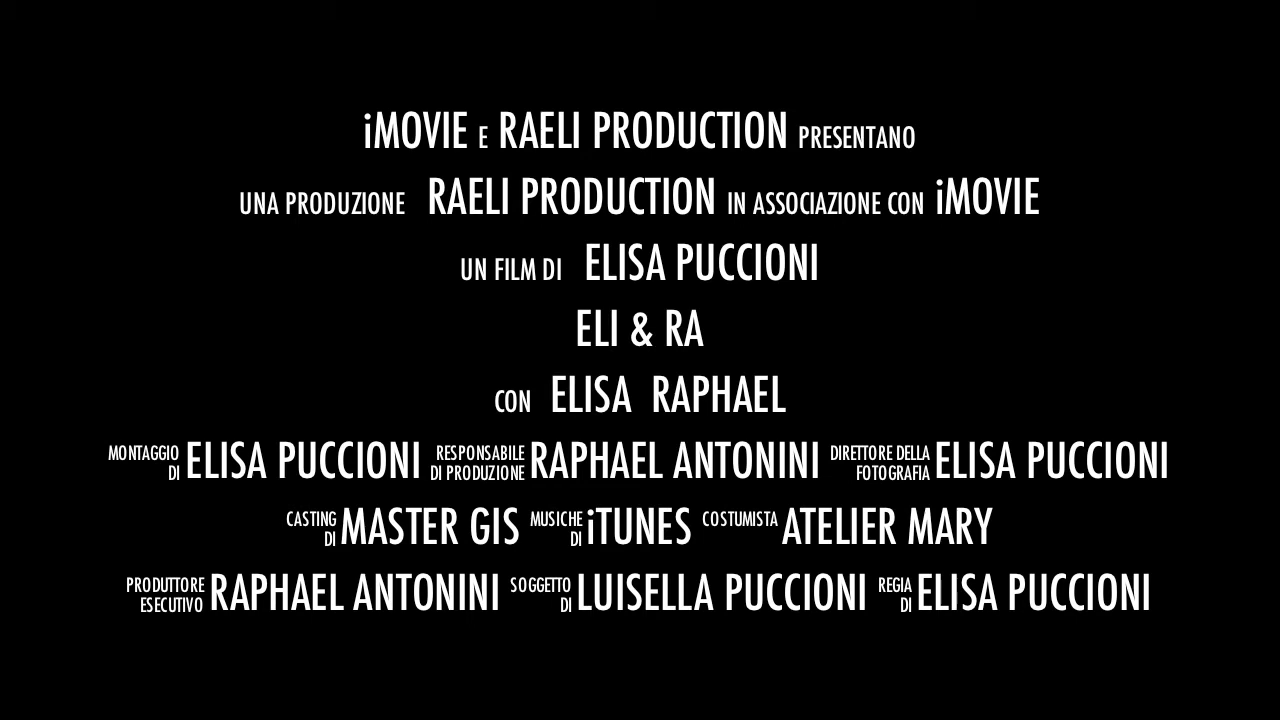 iMOVIE E RAELI PRODUCTION PRESENTANO
UNA PRODUZIONE RAELI PRODUCTION IN ASSOCIAZIONE CON iMOVIE
UN FILM DI ELISA PUCCIONI
ELI & RA
CON ELISA RAPHAEL
MONTAGGIO DI ELISA PUCCIONI RESPONSABILE DI PRODUZIONE RAPHAEL ANTONINI DIRETTORE DELLA FOTOGRAFIA ELISA PUCCIONI
CASTING DI MASTER GIS MUSICHE DI iTUNES COSTUMISTA ATELIER MARY
PRODUTTORE ESECUTIVO RAPHAEL ANTONINI SOGGETTO DI LUISELLA PUCCIONI REGIA DI ELISA PUCCIONI